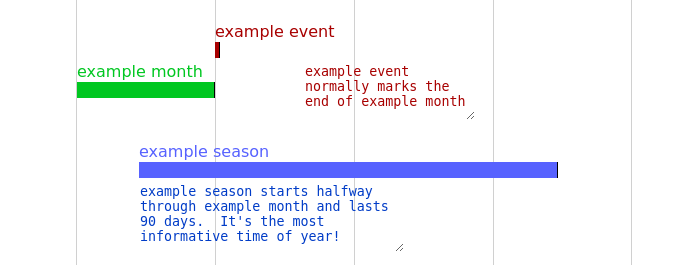 example event
example month
example event
normally marks the
end of example month
example season
example season starts halfway
through example month and lasts
90 days.  It's the most
informative time of year!